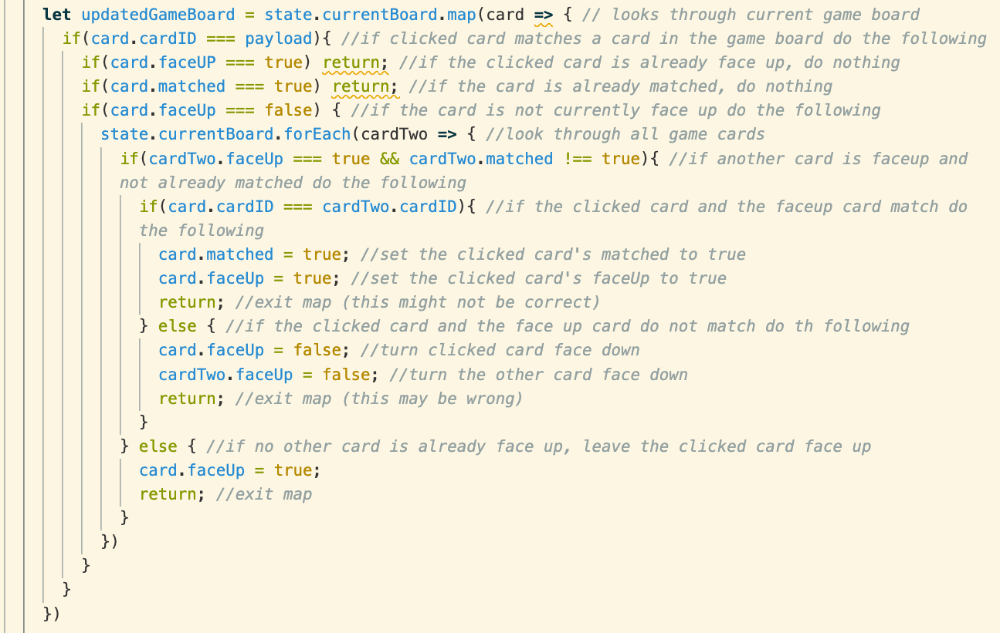 let updatedGameBoard = state.currentBoard.map(card => { // looks through current game board
if(card.cardID === payload){ //if clicked card matches a card in the game board do the following
if(card.faceUP === true) return; //if the clicked card is already face up, do nothing
if(card.matched === true) return; //if the card is already matched, do nothing
if(card.faceUp === false) { //if the card is not currently face up do the following
state.currentBoard.forEach(cardTwo => { //look through all game cards
if(cardTwo.faceUp === true && cardTwo.matched !== true){ //if another card is faceup and
not already matched do the following
if(card.cardID === cardTwo.cardID){ //if the clicked card and the faceup card match do
the following
card.matched = true; //set the clicked card's matched to true
card.faceUp = true; //set the clicked card's faceUp to true
return; //exit map (this might not be correct)
} else { //if the clicked card and the face up card do not match do th following
card.faceUp = false; //turn clicked card face down
cardTwo.faceUp = false; //turn the other card face down
return; //exit map (this may be wrong)
}
} else { //if no other card is already face up, leave the clicked card face up
card.faceUp = true;
return; //exit map
}
})
}
}
})